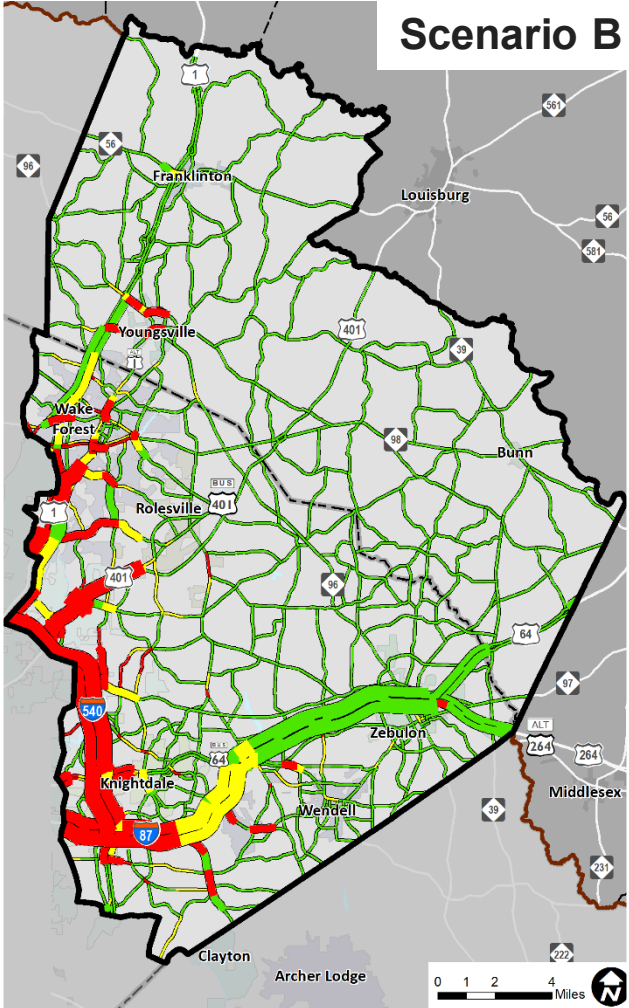 Scenario B
1
561
56
96
Franklinton
Louisburg
56
581
401
Youngsville
39
ALT
1
Wake
Forest
98
Bunn
BUS
401
Rolesville
1
401
96
64
97
540
ALT
264
Zebulon
264
BUS
64
Middlesex
Knightdale
Wendell
39
87
231
222
Clayton
Archer Lodge
0 1 2 4
Miles
N